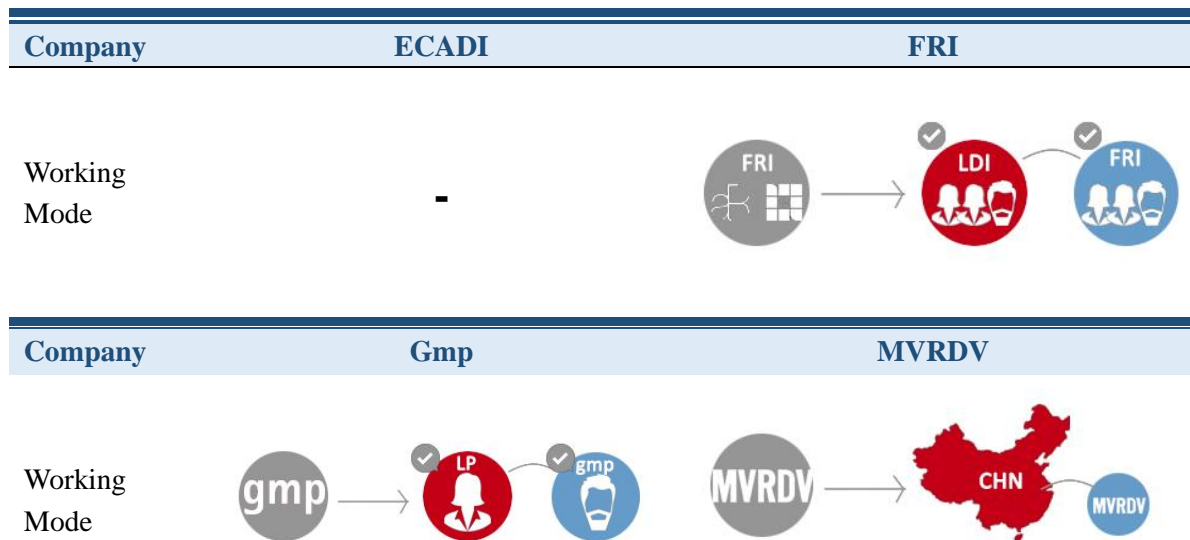 Company ECADI FRI
Working
Mode
-
FRI
LDI
FRI
Company Gmp MVRDV
Working
Mode
gmp
LP
gmp
MVRDV
CHN
MVRDV